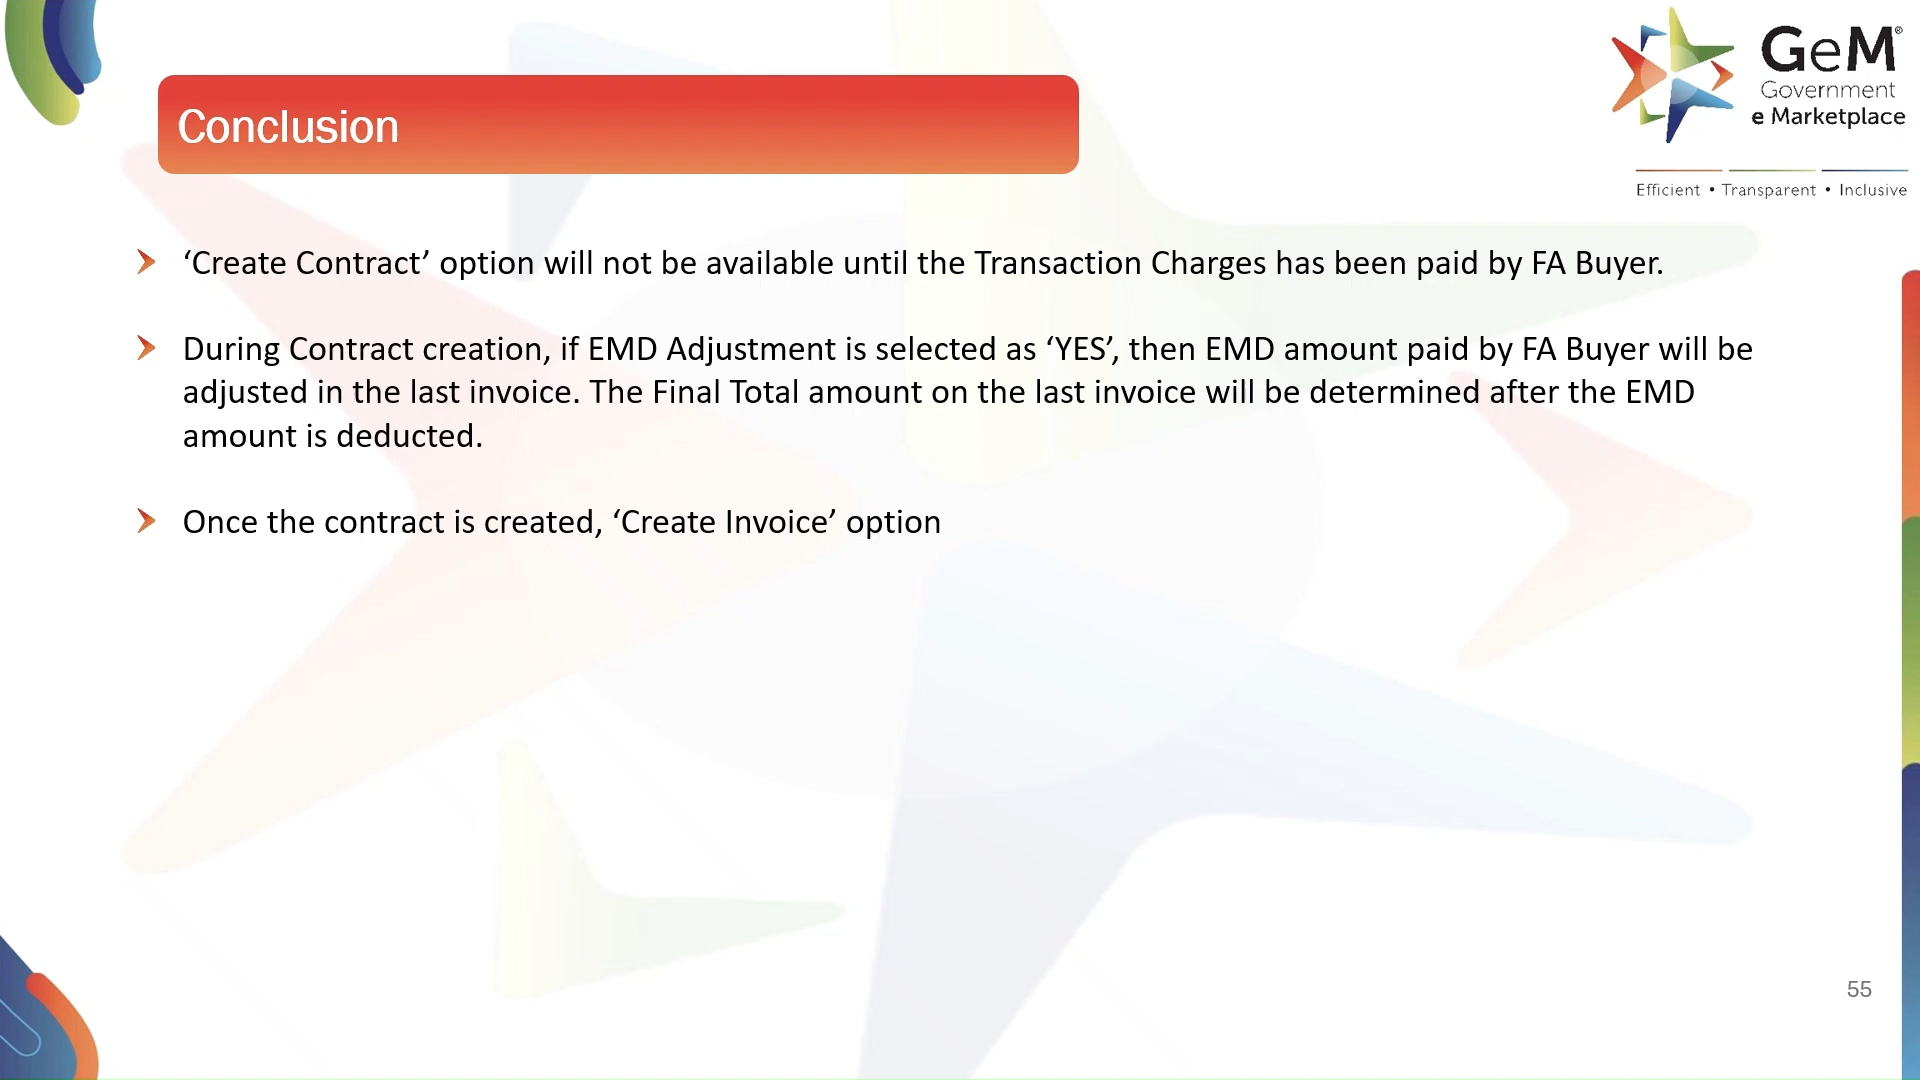 Conclusion
GeM®
Government
e Marketplace
Efficient • Transparent • Inclusive
‘Create Contract’ option will not be available until the Transaction Charges has been paid by FA Buyer.
During Contract creation, if EMD Adjustment is selected as ‘YES’, then EMD amount paid by FA Buyer will be
adjusted in the last invoice. The Final Total amount on the last invoice will be determined after the EMD
amount is deducted.
Once the contract is created, ‘Create Invoice’ option
55